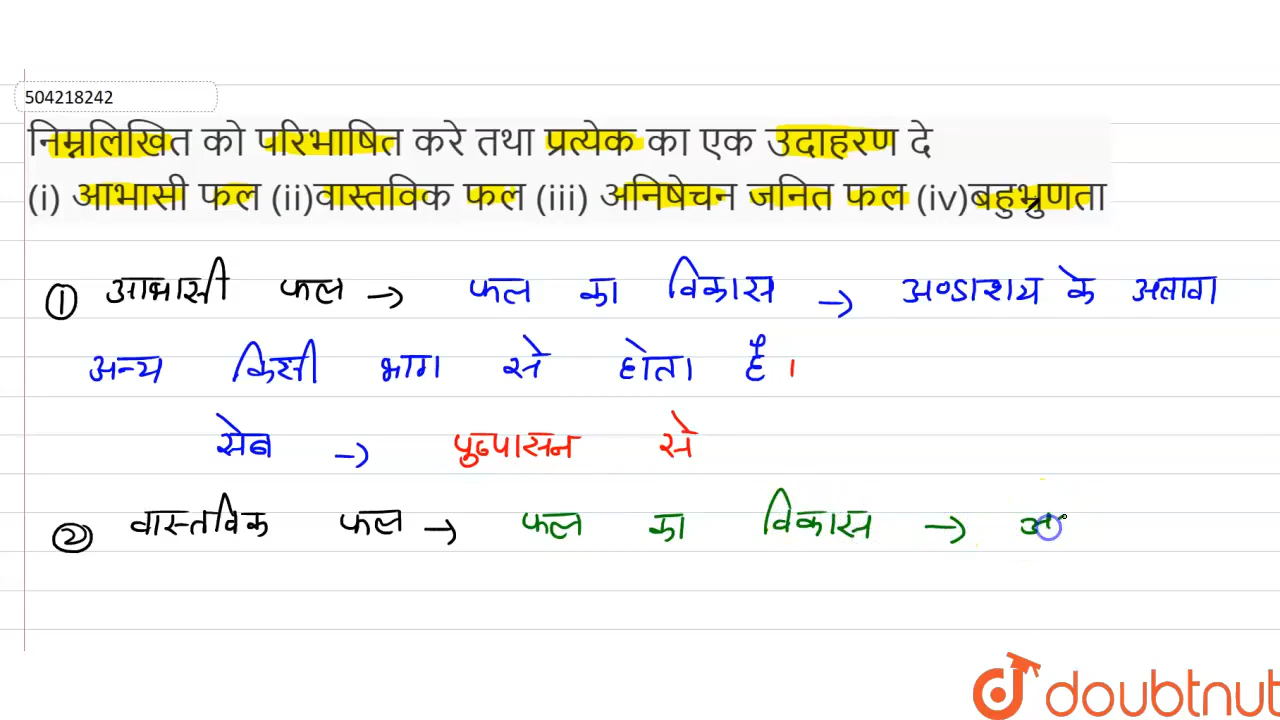 504218242
निम्नलिखित को परिभाषित करे तथा प्रत्येक का एक उदाहरण दे
(i) आभासी फल (ii)वास्तविक फल (iii) अनिषेचन जनित फल (iv)बहुभ्रुणता
① आभासी फल → फल का विकास → अण्डाशय के अलावा
अन्य किसी भाग से होता है ।
सेब → पुष्पासन से
② वास्तविक फल → फल का विकास → अ
doubtnut